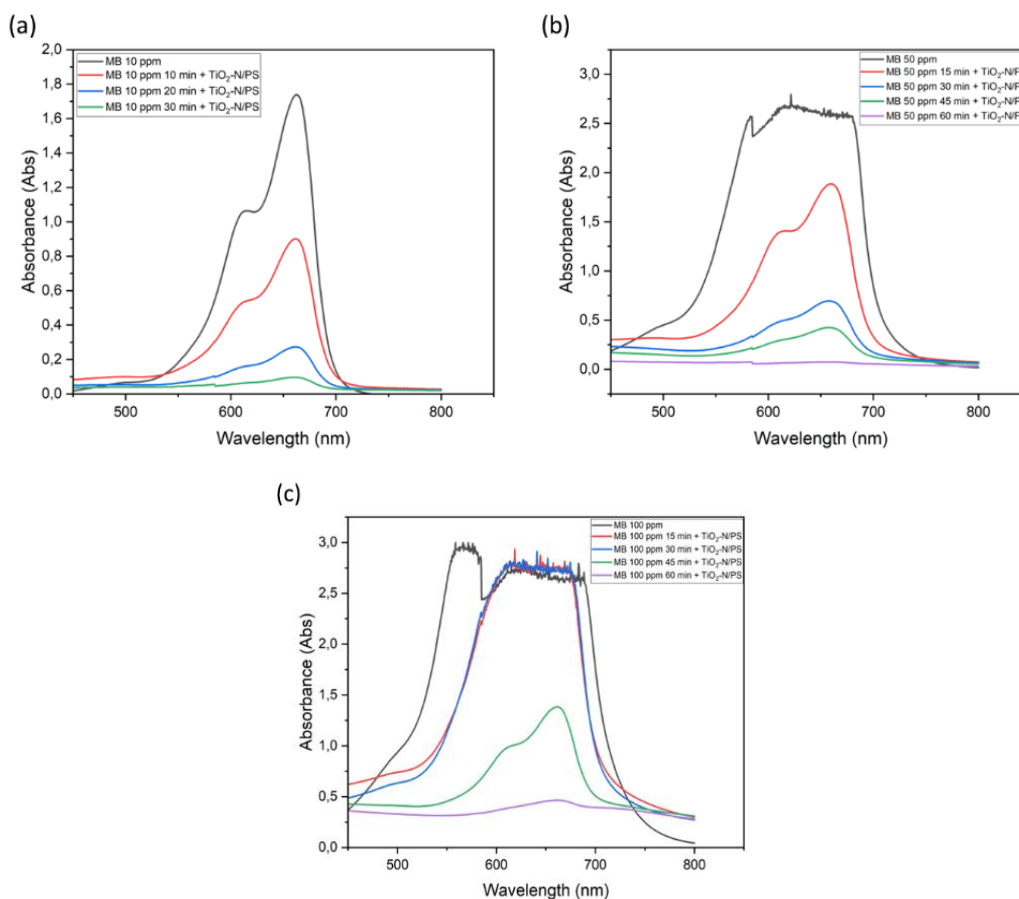 (a)
2,0
1,8
1,6
1,4
1,2
1,0
0,8
0,6
0,4
0,2
0,0
500 600 700 800
Absorbance (Abs)
Wavelength (nm)
MB 10 ppm
MB 10 ppm 10 min + TiO₂-N/PS
MB 10 ppm 20 min + TiO₂-N/PS
MB 10 ppm 30 min + TiO₂-N/PS
(b)
3,0
2,5
2,0
1,5
1,0
0,5
0,0
500 600 700 800
Absorbance (Abs)
Wavelength (nm)
MB 50 ppm
MB 50 ppm 15 min + TiO₂-N/P
MB 50 ppm 30 min + TiO₂-N/P
MB 50 ppm 45 min + TiO₂-N/P
MB 50 ppm 60 min + TiO₂-N/P
(c)
3,0
2,5
2,0
1,5
1,0
0,5
0,0
500 600 700 800
Absorbance (Abs)
Wavelength (nm)
MB 100 ppm
MB 100 ppm 15 min + TiO₂-N/PS
MB 100 ppm 30 min + TiO₂-N/PS
MB 100 ppm 45 min + TiO₂-N/PS
MB 100 ppm 60 min + TiO₂-N/PS